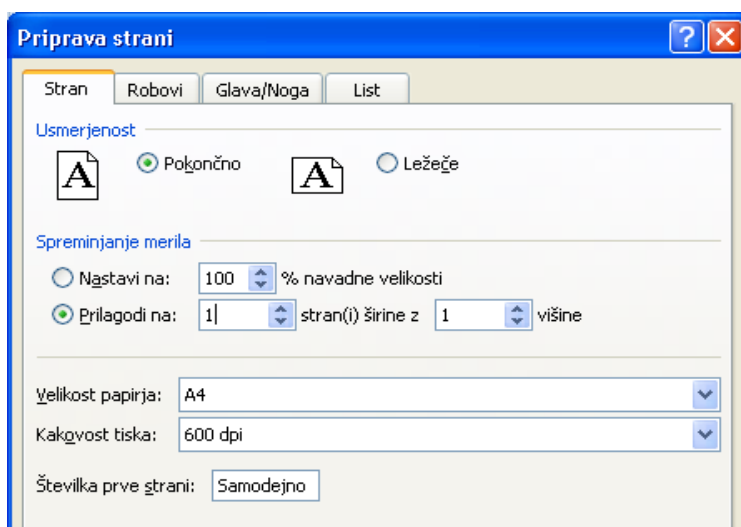 Priprava strani
Stran Robovi Glava/Noga List
Usmerjenost
A Pokončno A Ležeče
Spreminjanje merila
Nastavi na: 100 % navadne velikosti
Prilagodi na: 1 stran(i) širine z 1 višine
Velikost papirja: A4
Kakovost tiska: 600 dpi
Številka prve strani: Samodejno